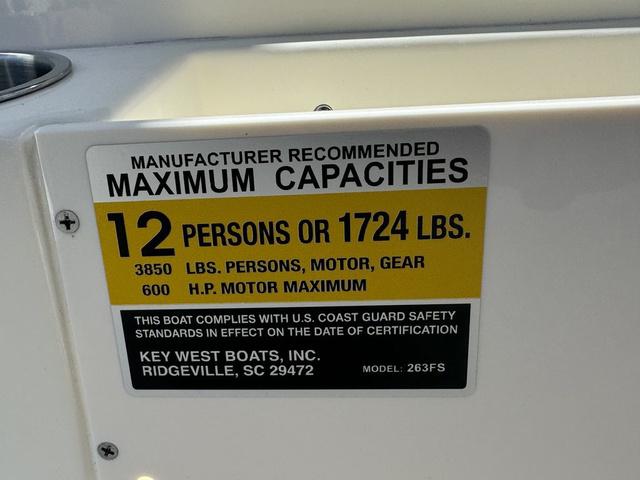 MANUFACTURER RECOMMENDED
MAXIMUM CAPACITIES
12 PERSONS OR 1724 LBS.
3850 LBS. PERSONS, MOTOR, GEAR
600 H.P. MOTOR MAXIMUM
THIS BOAT COMPLIES WITH U.S. COAST GUARD SAFETY
STANDARDS IN EFFECT ON THE DATE OF CERTIFICATION
KEY WEST BOATS, INC.
RIDGEVILLE, SC 29472 MODEL: 263FS